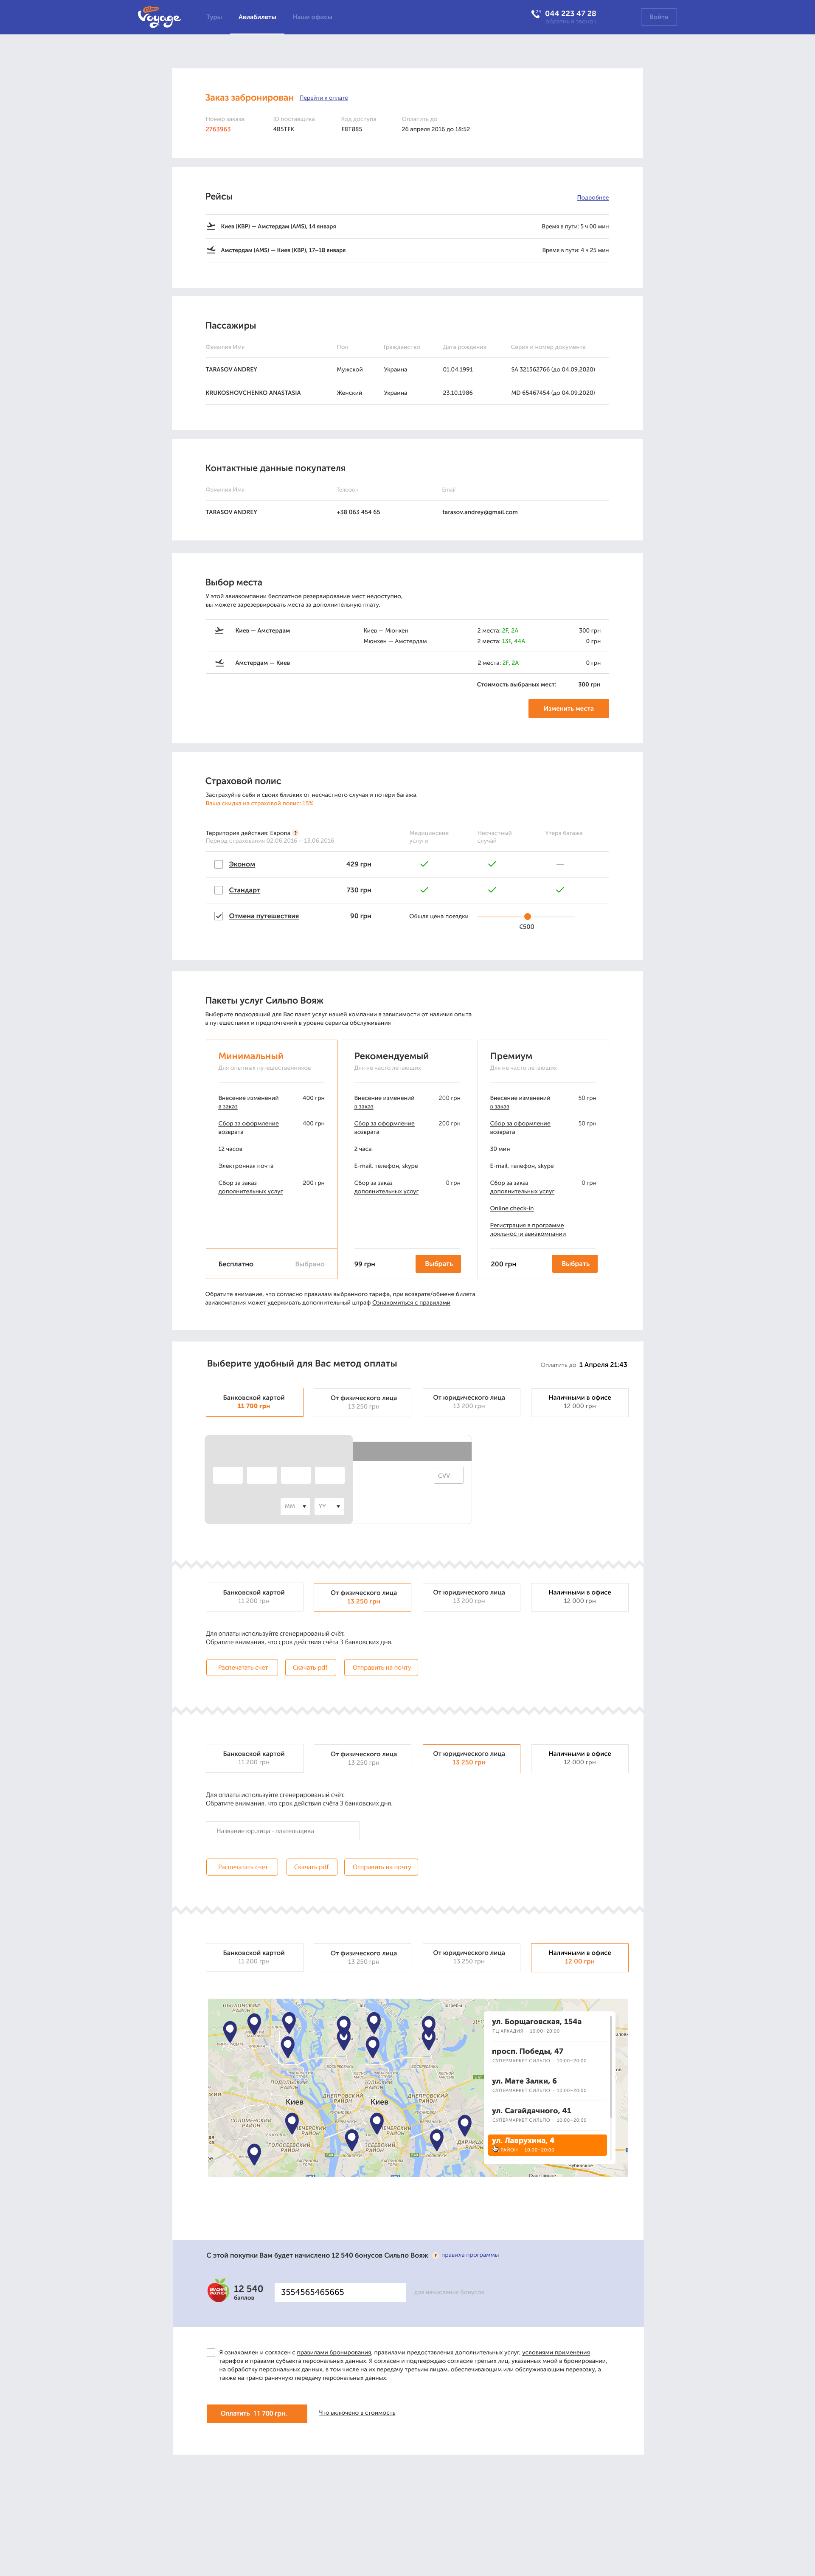 Voyage
Туры
Авиабилеты
Наши офисы
24
044 223 47 28
обратный звонок
Войти
Заказ забронирован
Перейти к оплате
Номер заказа
ID поставщика
Код доступа
Оплатить до
2763963
4B5TFK
F8T885
26 апреля 2016 до 18:52
Рейсы
Подробнее
Киев (KBP) — Амстердам (AMS), 14 января
Время в пути: 5 ч 00 мин
Амстердам (AMS) — Киев (KBP), 17–18 января
Время в пути: 4 ч 25 мин
Пассажиры
Фамилия Имя
Пол
Гражданство
Дата рождения
Серия и номер документа
TARASOV ANDREY
Мужской
Украина
01.04.1991
SA 321562766 (до 04.09.2020)
KRUKOSHOVCHENKO ANASTASIA
Женский
Украина
23.10.1986
MD 65467454 (до 04.09.2020)
Контактные данные покупателя
Фамилия Имя
Телефон
Email
TARASOV ANDREY
+38 063 454 65
tarasov.andrey@gmail.com
Выбор места
У этой авиакомпании бесплатное резервирование мест недоступно,
вы можете зарезервировать места за дополнительную плату.
Киев — Амстердам
Киев — Мюнхен
2 места: 2F, 2A
300 грн
Мюнхен — Амстердам
2 места: 13F, 44A
0 грн
Амстердам — Киев
2 места: 2F, 2A
0 грн
Стоимость выбраных мест:
300 грн
Изменить места
Страховой полис
Застрахуйте себя и своих близких от несчастного случая и потери багажа.
Ваша скидка на страховой полис: 15%
Территория действия: Европа ?
Период страхования 02.06.2016 – 13.06.2016
Медицинские
услуги
Несчастный
случай
Утеря багажа
Эконом
429 грн
Стандарт
730 грн
Отмена путешествия
90 грн
Общая цена поездки
€500
Пакеты услуг Сильпо Вояж
Выберите подходящий для Вас пакет услуг нашей компании в зависимости от наличия опыта
в путешествиях и предпочтений в уровне сервиса обслуживания
Минимальный
Для опытных путешественников
Внесение изменений
в заказ
400 грн
Сбор за оформление
возврата
400 грн
12 часов
Электронная почта
Сбор за заказ
дополнительных услуг
200 грн
Бесплатно
Выбрано
Рекомендуемый
Для не часто летающих
Внесение изменений
в заказ
200 грн
Сбор за оформление
возврата
200 грн
2 часа
E-mail, телефон, skype
Сбор за заказ
дополнительных услуг
0 грн
99 грн
Выбрать
Премиум
Для не часто летающих
Внесение изменений
в заказ
50 грн
Сбор за оформление
возврата
50 грн
30 мин
E-mail, телефон, skype
Сбор за заказ
дополнительных услуг
0 грн
Online check-in
Регистрация в программе
лояльности авиакомпании
200 грн
Выбрать
Обратите внимание, что согласно правилам выбранного тарифа, при возврате/обмене билета
авиакомпания может удерживать дополнительный штраф Ознакомиться с правилами
Выберите удобный для Вас метод оплаты
Оплатить до 1 Апреля 21:43
Банковской картой
11 708 грн
От физического лица
13 250 грн
От юридического лица
13 200 грн
Наличными в офисе
12 000 грн
CVV
MM
YY
Банковской картой
11 200 грн
От физического лица
13 250 грн
От юридического лица
13 200 грн
Наличными в офисе
12 000 грн
Для оплаты используйте сгенерированый счёт.
Обратите внимания, что срок действия счёта 3 банковских дня.
Распечатать счет
Скачать pdf
Отправить на почту
Банковской картой
11 200 грн
От физического лица
13 250 грн
От юридического лица
13 250 грн
Наличными в офисе
12 000 грн
Для оплаты используйте сгенерированый счёт.
Обратите внимания, что срок действия счёта 3 банковских дня.
Название юр.лица - плательщика
Распечатать счет
Скачать pdf
Отправить на почту
Банковской картой
11 200 грн
От физического лица
13 250 грн
От юридического лица
13 250 грн
Наличными в офисе
12 00 грн
ОБОЛОНСКИЙ
РАЙОН
Погребы
ПОДОЛЬСКИЙ
РАЙОН
ДНЕПРОВСКИЙ
РАЙОН
ДНЕПРОВСКИЙ
РАЙОН
Киев
Киев
СОЛОМЕНСКИЙ
РАЙОН
ПЕЧЕРСКИЙ
РАЙОН
ПЕЧЕРСКИЙ
РАЙОН
ГОЛОСЕЕВСКИЙ
РАЙОН
ул. Борщаговская, 154а
ТЦ АРКАДИЯ 10:00–20:00
просп. Победы, 47
СУПЕРМАРКЕТ СИЛЬПО 10:00–20:00
ул. Мате Залки, 6
СУПЕРМАРКЕТ СИЛЬПО 10:00–20:00
ул. Сагайдачного, 41
СУПЕРМАРКЕТ СИЛЬПО 10:00–20:00
ул. Лаврухина, 4
РАЙОН 10:00–20:00
С этой покупки Вам будет начислено 12 540 бонусов Сильпо Вояж ? правила программы
12 540
баллов
3554565465665
для начисления бонусов
Я ознакомлен и согласен с правилами бронирования, правилами предоставления дополнительных услуг, условиями применения
тарифов и правами субъекта персональных данных. Я согласен и подтверждаю согласие третьих лиц, указанных мной в бронировании,
на обработку персональных данных, в том числе на их передачу третьим лицам, обеспечивающим или обслуживающим перевозку, а
также на трансграничную передачу персональных данных.
Оплатить 11 700 грн.
Что включено в стоимость